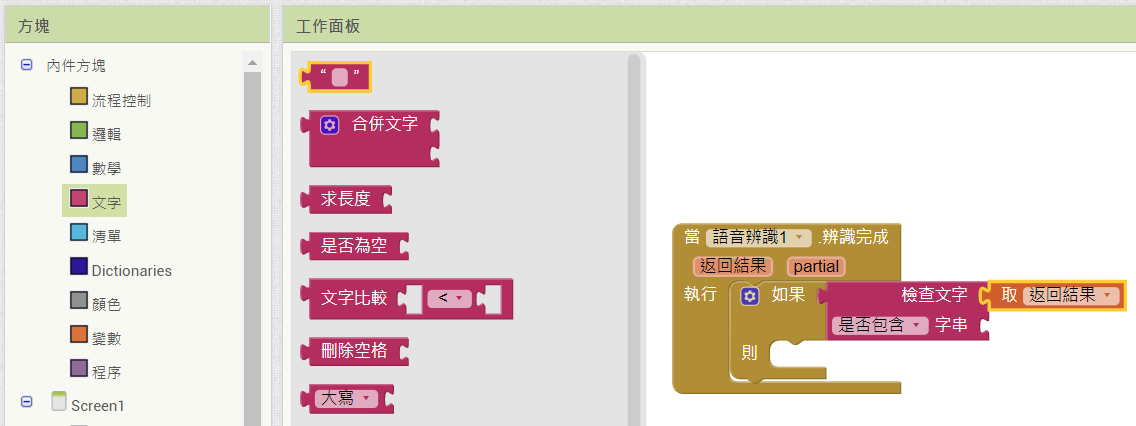 方塊
內件方塊
流程控制
邏輯
數學
文字
清單
Dictionaries
顏色
變數
程序
Screen1
工作面板
“ ”
合併文字
求長度
是否為空
文字比較 <
刪除空格
大寫
當 語音辨識1 .辨識完成
返回結果 partial
執行 如果 檢查文字 取 返回結果
是否包含 字串
則